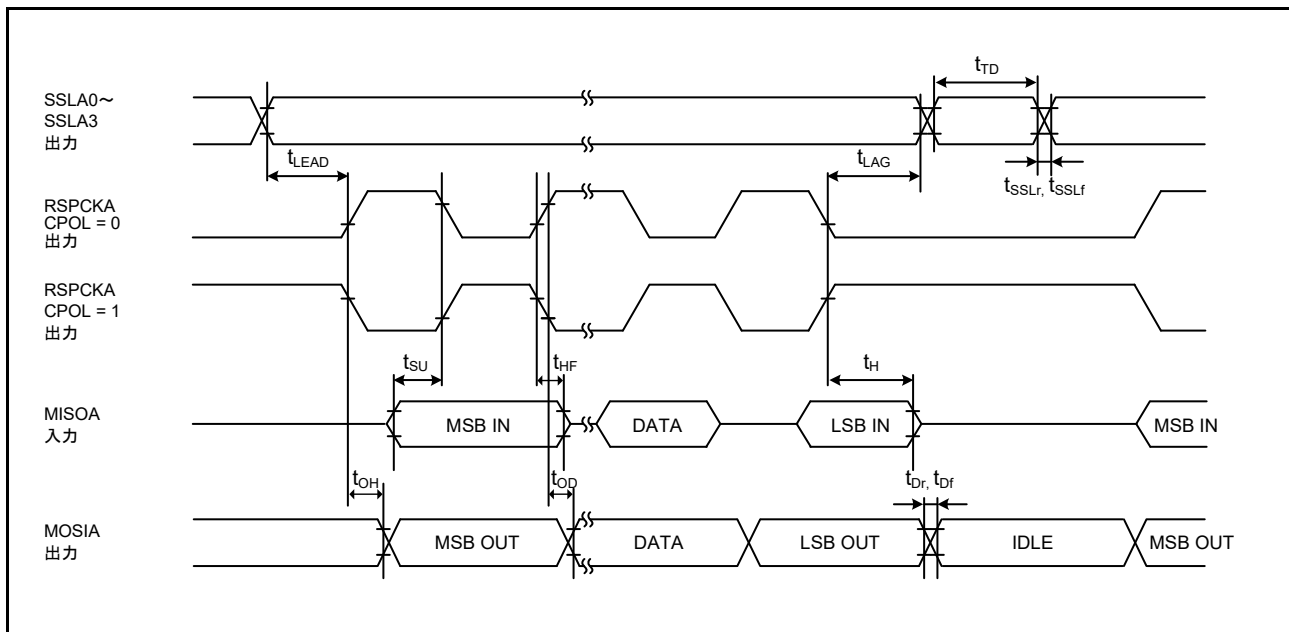 tTD
SSLA0～
SSLA3
出力
tLEAD
tLAG
tSSLr, tSSLf
RSPCKA
CPOL = 0
出力
RSPCKA
CPOL = 1
出力
tSU
tHF
tH
MISOA
入力
MSB IN
DATA
LSB IN
MSB IN
tOH
tOD
tDr, tDf
MOSIA
出力
MSB OUT
DATA
LSB OUT
IDLE
MSB OUT